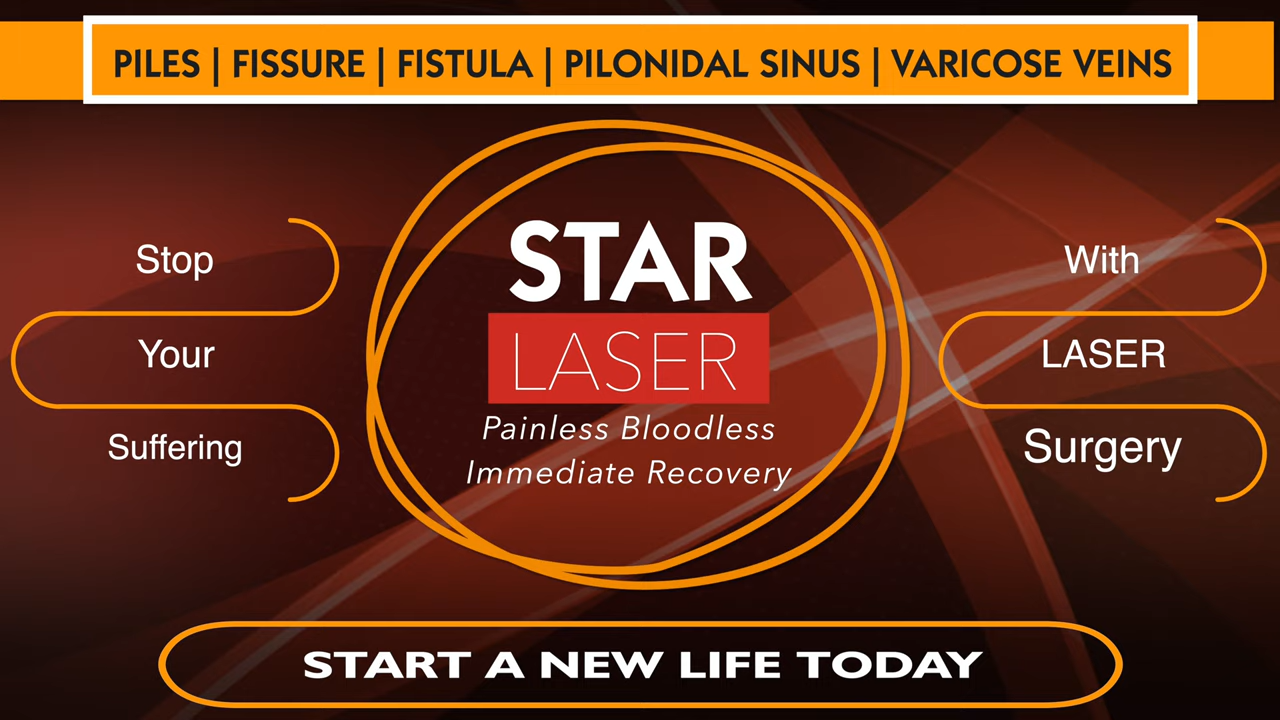 PILES | FISSURE | FISTULA | PILONIDAL SINUS | VARICOSE VEINS
Stop
Your
Suffering
STAR
LASER
Painless Bloodless
Immediate Recovery
With
LASER
Surgery
START A NEW LIFE TODAY